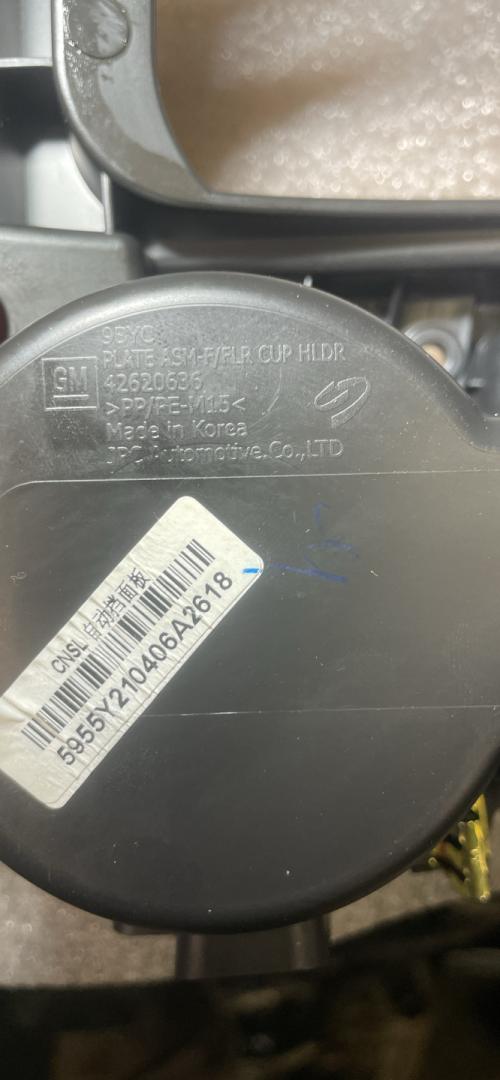 9BYC
PLATE ASM-F/FLR CUP HLDR
GM
42620636
>PP/PE-M15<
Made in Korea
Automotive.Co.,LTD
CNSL 自动挡面板
5955Y210406A2618